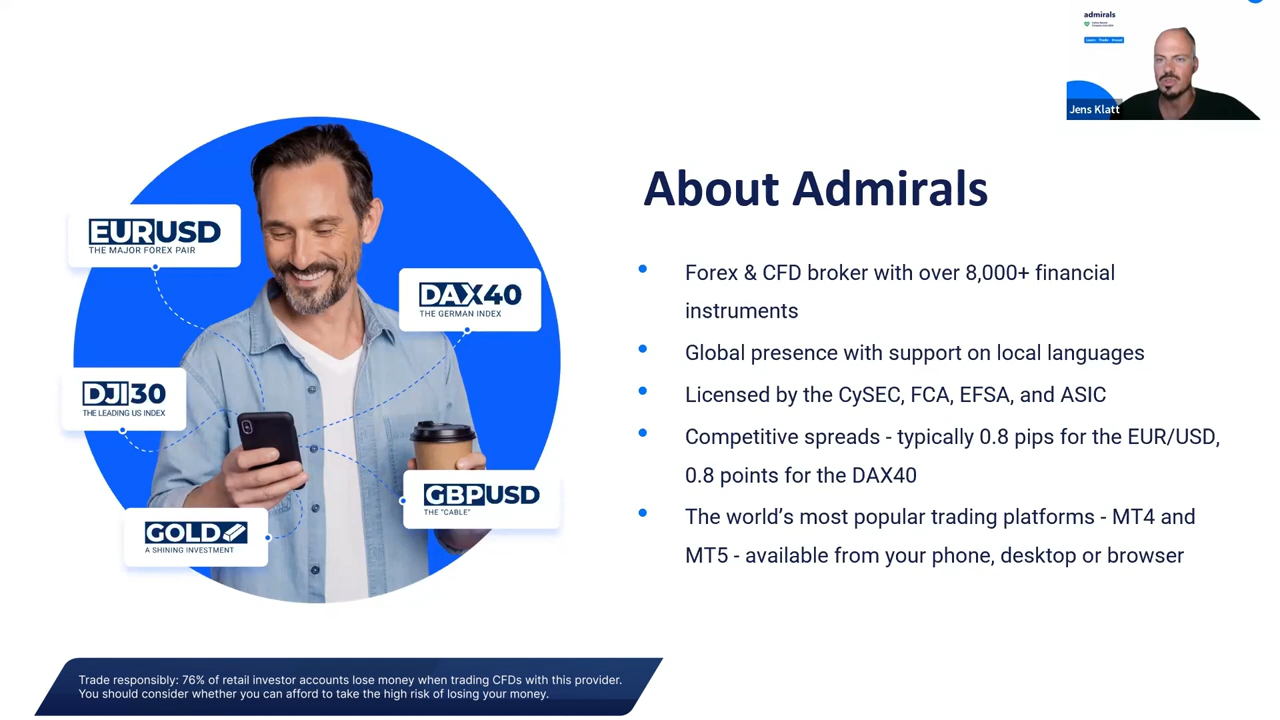 admirals
Jens Klatt
About Admirals
EURUSD
THE MAJOR FOREX PAIR
DAX40
THE GERMAN INDEX
DJI30
THE LEADING US INDEX
GBPUSD
THE "CABLE"
GOLD
A SHINING INVESTMENT
Forex & CFD broker with over 8,000+ financial
instruments
Global presence with support on local languages
Licensed by the CySEC, FCA, EFSA, and ASIC
Competitive spreads - typically 0.8 pips for the EUR/USD,
0.8 points for the DAX40
The world’s most popular trading platforms - MT4 and
MT5 - available from your phone, desktop or browser
Trade responsibly: 76% of retail investor accounts lose money when trading CFDs with this provider.
You should consider whether you can afford to take the high risk of losing your money.